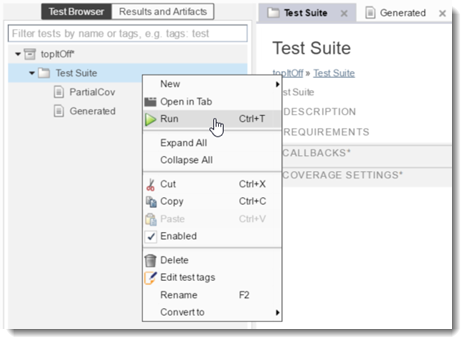 Test Browser Results and Artifacts
Test Suite Generated
Filter tests by name or tags, e.g. tags: test
topItOff*
Test Suite
PartialCov
Generated
Test Suite
topItOff » Test Suite
st Suite
DESCRIPTION
REQUIREMENTS
CALLBACKS*
COVERAGE SETTINGS*
New
Open in Tab
Run Ctrl+T
Expand All
Collapse All
Cut Ctrl+X
Copy Ctrl+C
Paste Ctrl+V
Enabled
Delete
Edit test tags
Rename F2
Convert to